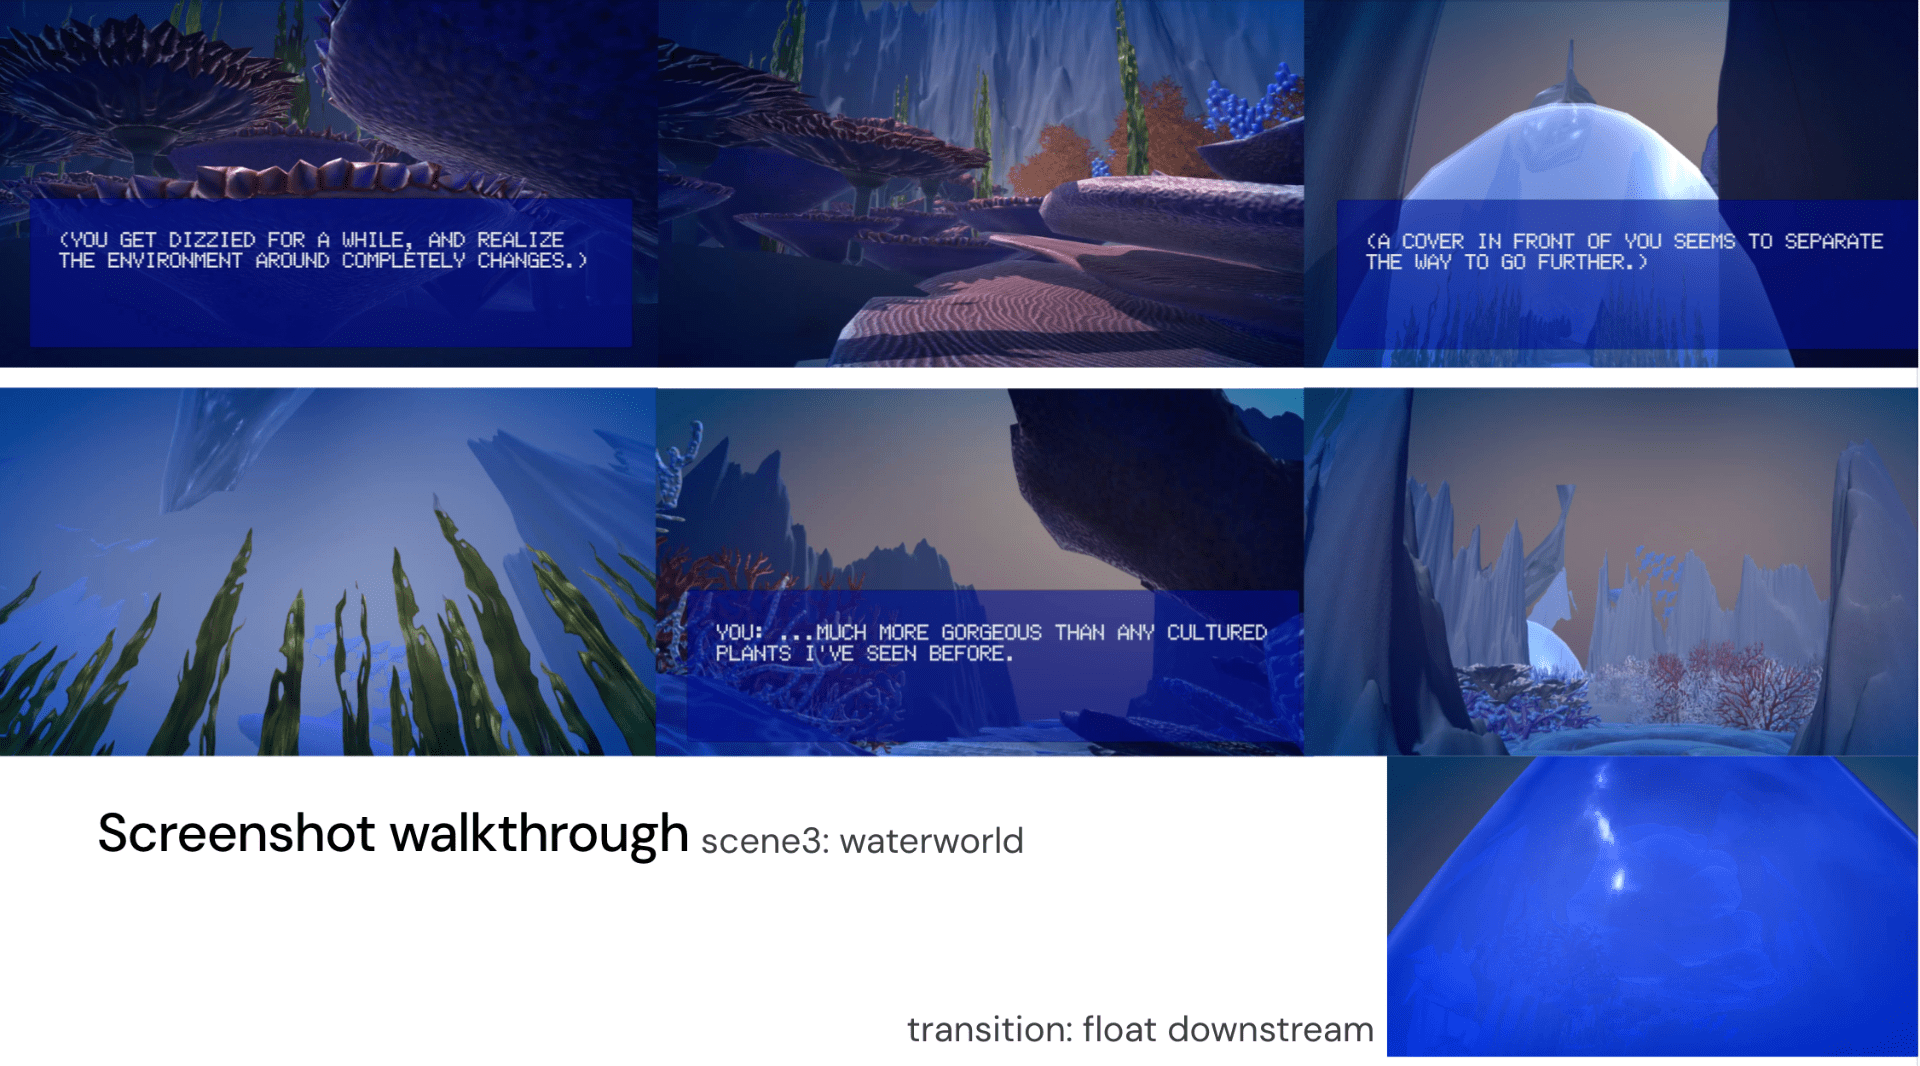 (YOU GET DIZZIED FOR A WHILE, AND REALIZE
THE ENVIRONMENT AROUND COMPLETELY CHANGES.)
(A COVER IN FRONT OF YOU SEEMS TO SEPARATE
THE WAY TO GO FURTHER.)
YOU: ...MUCH MORE GORGEOUS THAN ANY CULTURED
PLANTS I'VE SEEN BEFORE.
Screenshot walkthrough scene3: waterworld
transition: float downstream